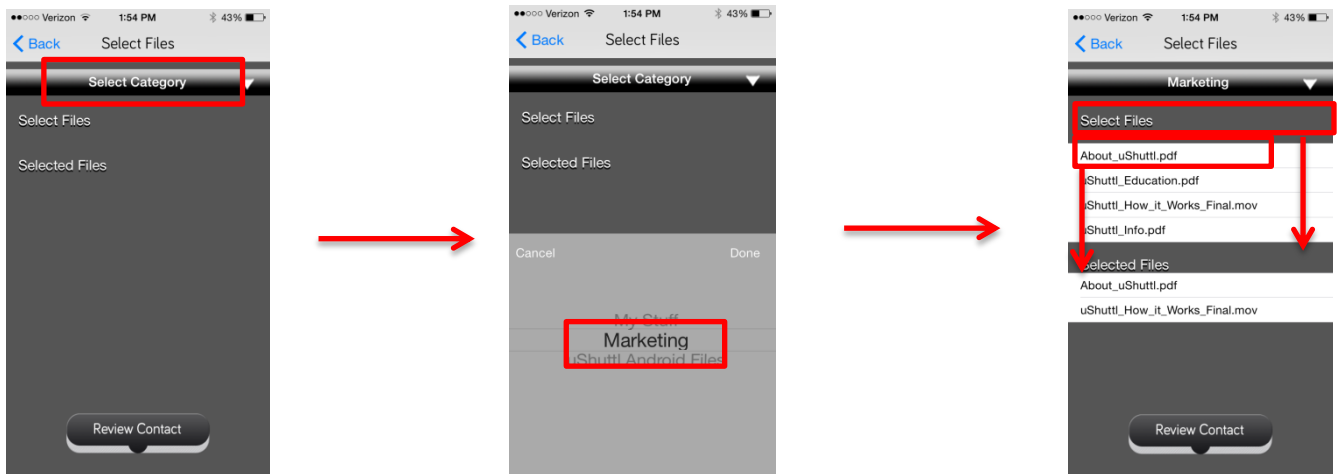 Verizon 1:54 PM 43%
Back Select Files
Select Category
Select Files
Selected Files
Review Contact
Verizon 1:54 PM 43%
Back Select Files
Select Category
Select Files
Selected Files
Cancel Done
My Stuff
Marketing
uShuttl Android Files
Verizon 1:54 PM 43%
Back Select Files
Marketing
Select Files
About_uShuttl.pdf
uShuttl_Education.pdf
uShuttl_How_it_Works_Final.mov
uShuttl_Info.pdf
Selected Files
About_uShuttl.pdf
uShuttl_How_it_Works_Final.mov
Review Contact